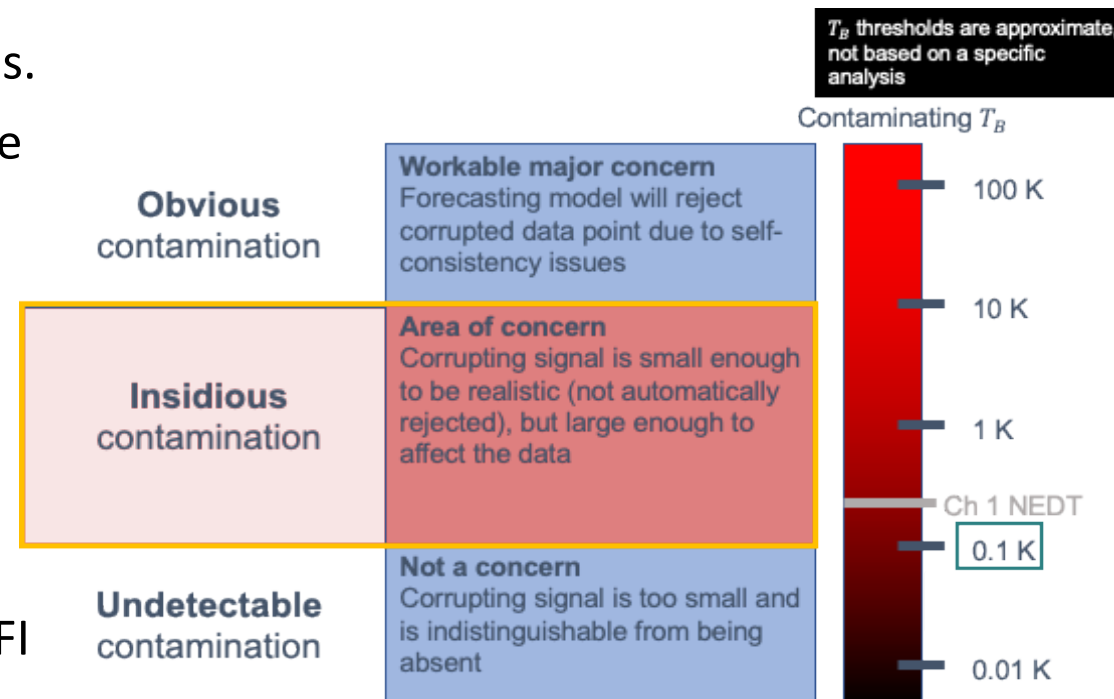 s.
e
FI
T_B thresholds are approximate,
not based on a specific
analysis
Contaminating T_B
Obvious
contamination
Workable major concern
Forecasting model will reject
corrupted data point due to self-
consistency issues
Insidious
contamination
Area of concern
Corrupting signal is small enough
to be realistic (not automatically
rejected), but large enough to
affect the data
Undetectable
contamination
Not a concern
Corrupting signal is too small and
is indistinguishable from being
absent
100 K
10 K
1 K
Ch 1 NEDT
0.1 K
0.01 K